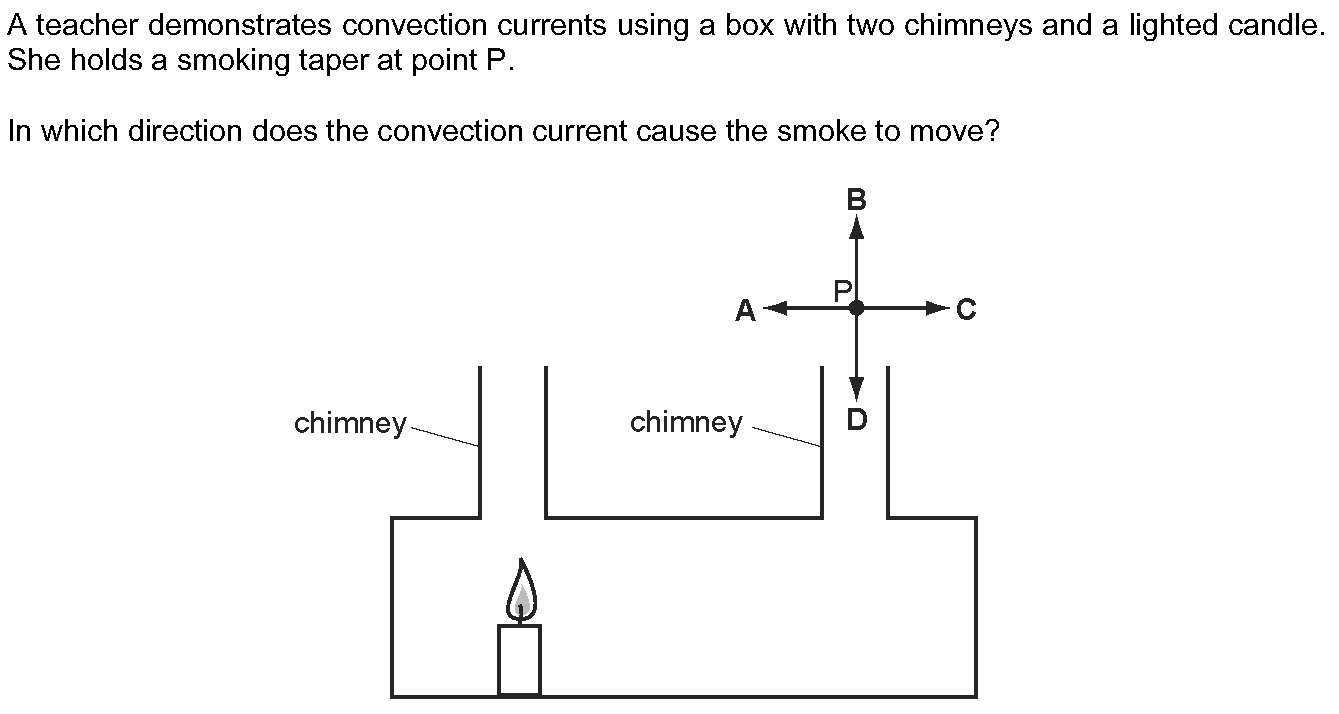 A teacher demonstrates convection currents using a box with two chimneys and a lighted candle.
She holds a smoking taper at point P.
In which direction does the convection current cause the smoke to move?
B
P
A
C
chimney
chimney
D